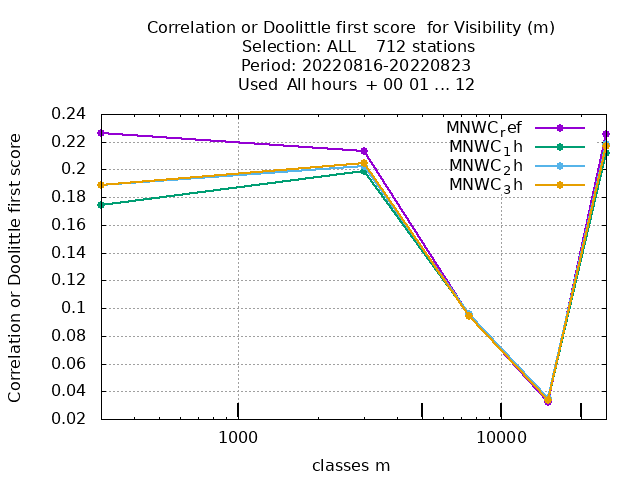 Correlation or Doolittle first score  for Visibility (m)
Selection: ALL    712 stations
Period: 20220816-20220823
Used  All hours  + 00 01 ... 12
Correlation or Doolittle first score
0.24
0.22
0.2
0.18
0.16
0.14
0.12
0.1
0.08
0.06
0.04
0.02
MNWC_ref
MNWC_1h
MNWC_2h
MNWC_3h
1000
10000
classes m